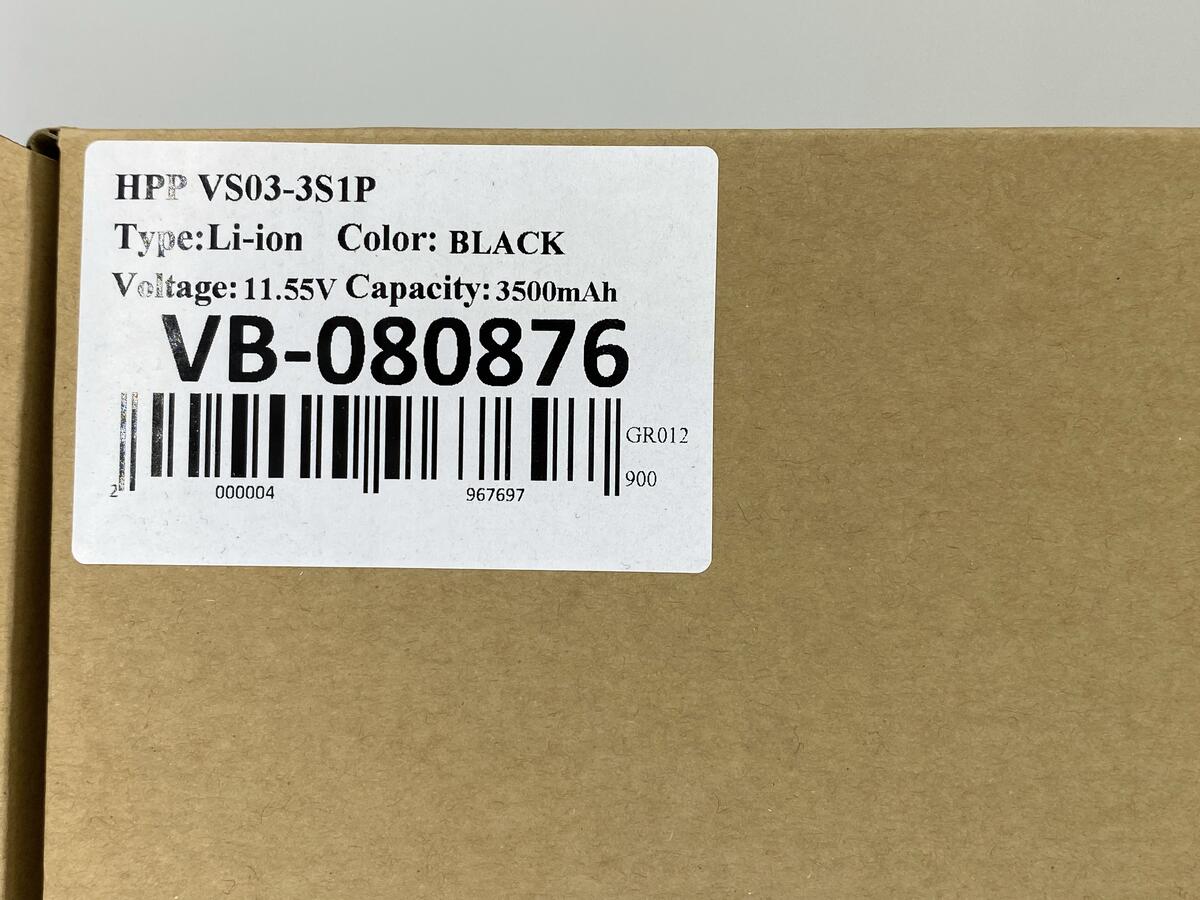 HPP VS03-3S1P
Type:Li-ion Color: BLACK
Voltage: 11.55V Capacity: 3500mAh
VB-080876
GR012
900
2 000004 967697